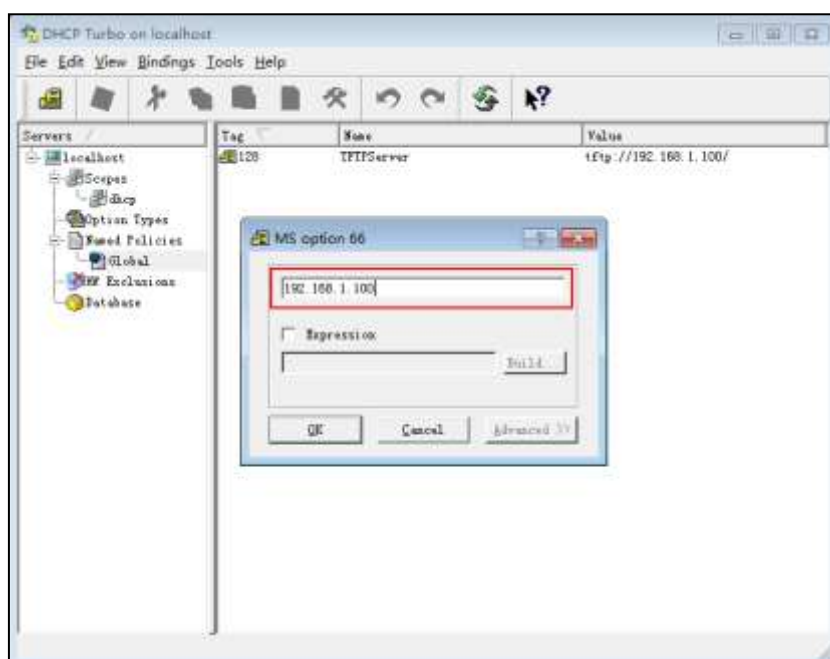 DHCP Turbo on localhost
File Edit View Bindings Tools Help
Servers
Tag Name Value
localhost
128 TFTPServer tftp://192.168.1.100/
Scopes
dhcp
Option Types
Named Policies
Global
HW Exclusions
Database
MS option 66
192.168.1.100
Expression
Build...
OK Cancel Advanced >>